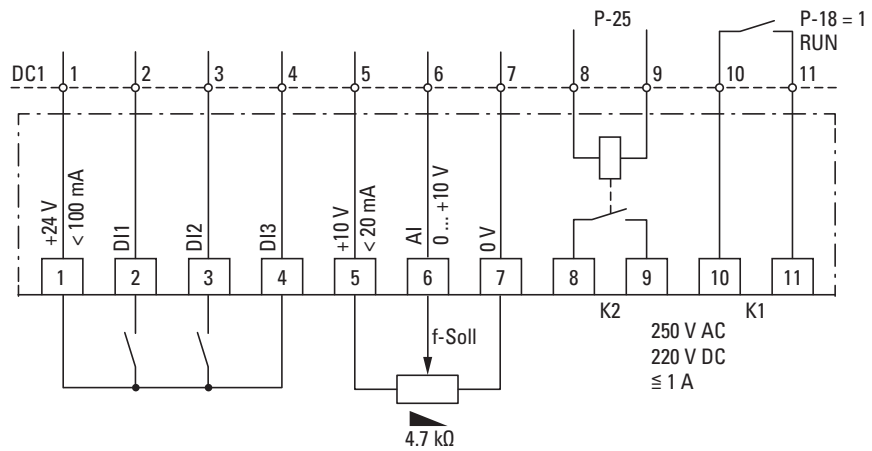 P-25
P-18 = 1
RUN
DC1 1 2 3 4 5 6 7 8 9 10 11
+24 V
< 100 mA
DI1
DI2
DI3
+10 V
< 20 mA
AI
0 ... +10 V
0 V
1 2 3 4 5 6 7 8 9 10 11
K2
K1
250 V AC
220 V DC
≦ 1 A
f-Soll
4.7 kΩ